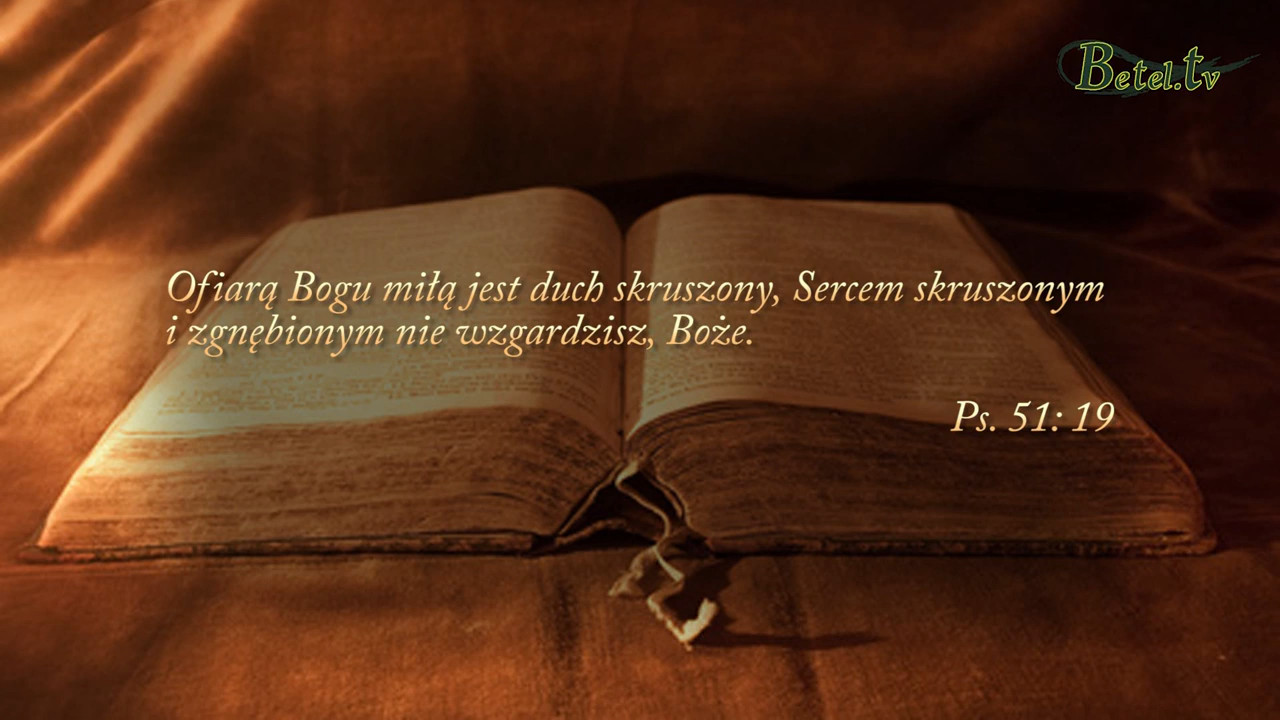 Betel.tv
Ofiarą Bogu miłą jest duch skruszony, Sercem skruszonym
i zgnębionym nie wzgardzisz, Boże.
Ps. 51: 19